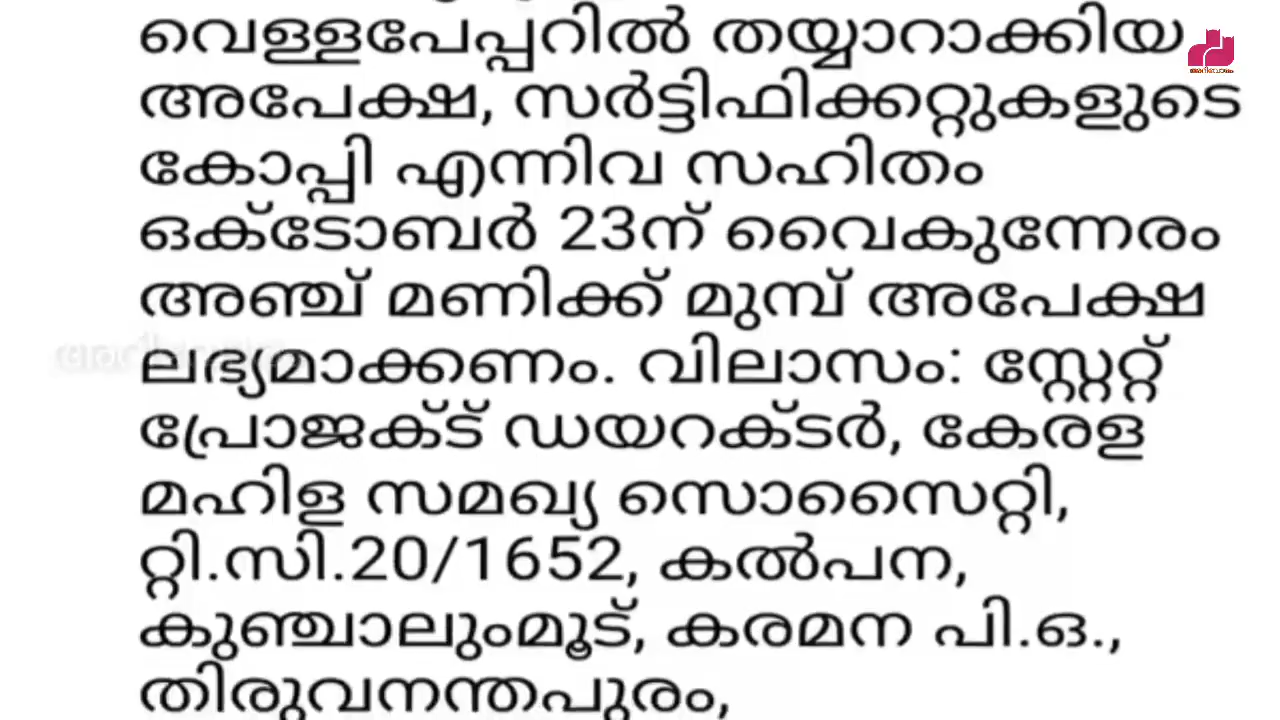 വെള്ളപേപ്പറിൽ തയ്യാറാക്കിയ
അപേക്ഷ, സർട്ടിഫിക്കറ്റുകളുടെ
കോപ്പി എന്നിവ സഹിതം
ഒക്ടോബർ 23ന് വൈകുന്നേരം
അഞ്ച് മണിക്ക് മുമ്പ് അപേക്ഷ
ലഭ്യമാക്കണം. വിലാസം: സ്റ്റേറ്റ്
പ്രോജക്ട് ഡയറക്ടർ, കേരള
മഹിള സമഖ്യ സൊസൈറ്റി,
റ്റി.സി.20/1652, കൽപന,
കുഞ്ചാലുംമൂട്, കരമന പി.ഒ.,
തിരുവനന്തപുരം,